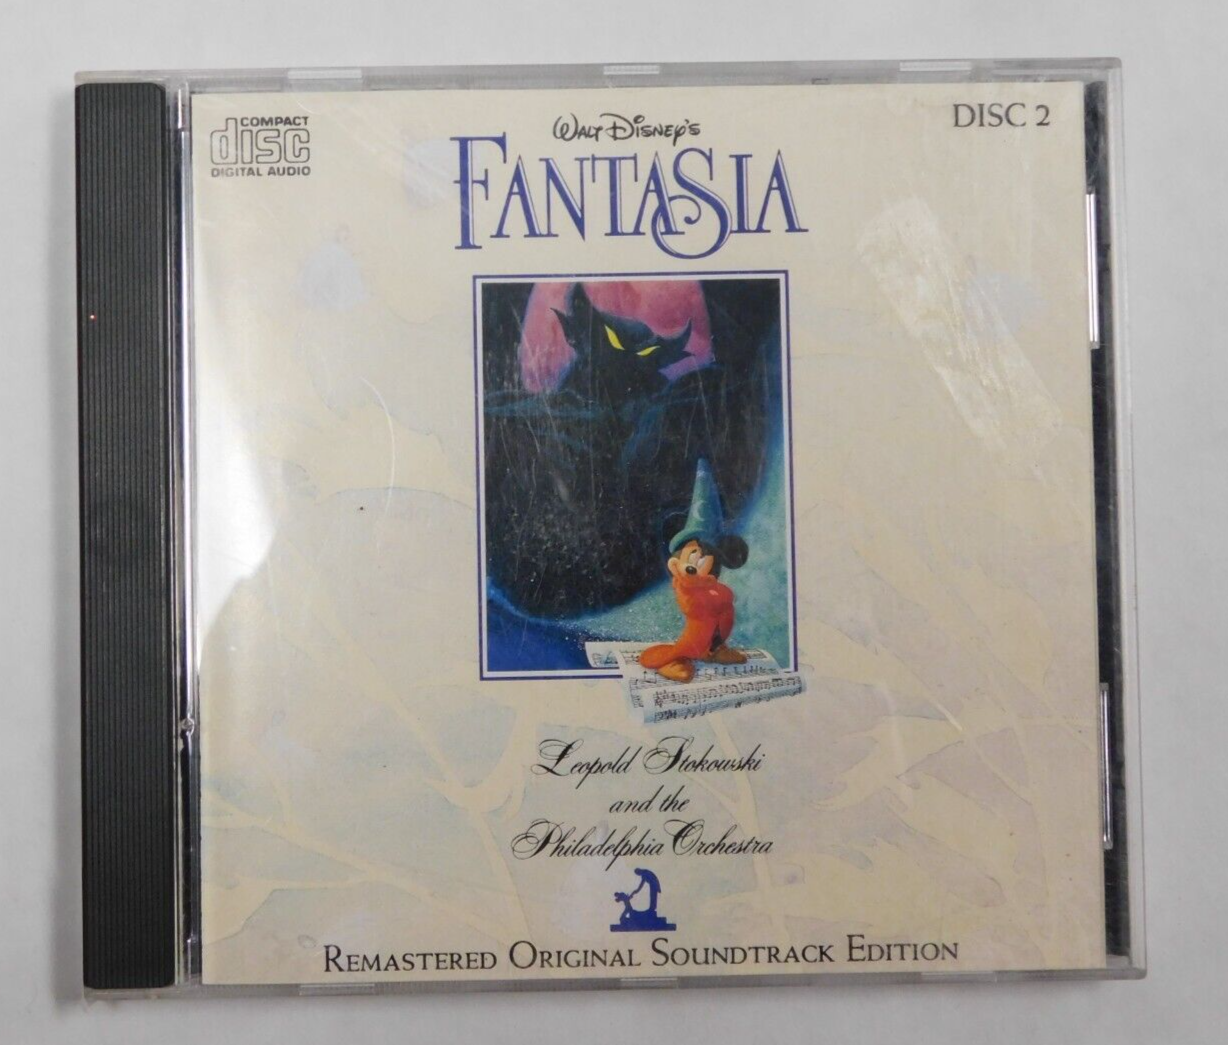 COMPACT
disc
DIGITAL AUDIO
DISC 2
Walt Disney's
FANTASIA
Leopold Stokowski
and the
Philadelphia Orchestra
REMASTERED ORIGINAL SOUNDTRACK EDITION